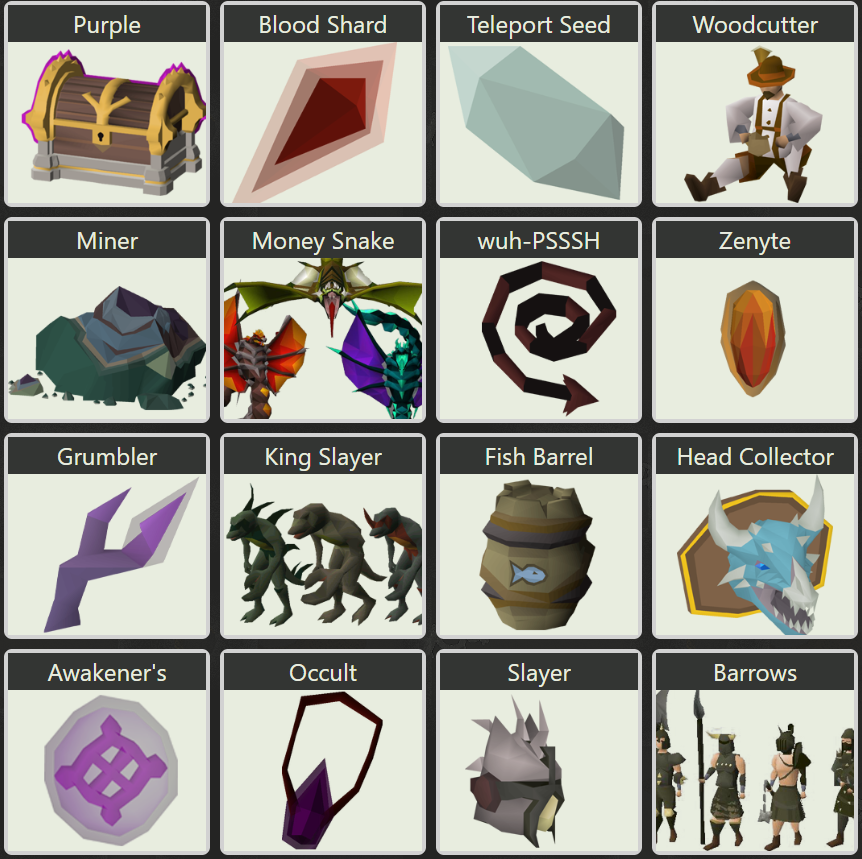 Purple
Blood Shard
Teleport Seed
Woodcutter
Miner
Money Snake
wuh-PSSSH
Zenyte
Grumbler
King Slayer
Fish Barrel
Head Collector
Awakener's
Occult
Slayer
Barrows